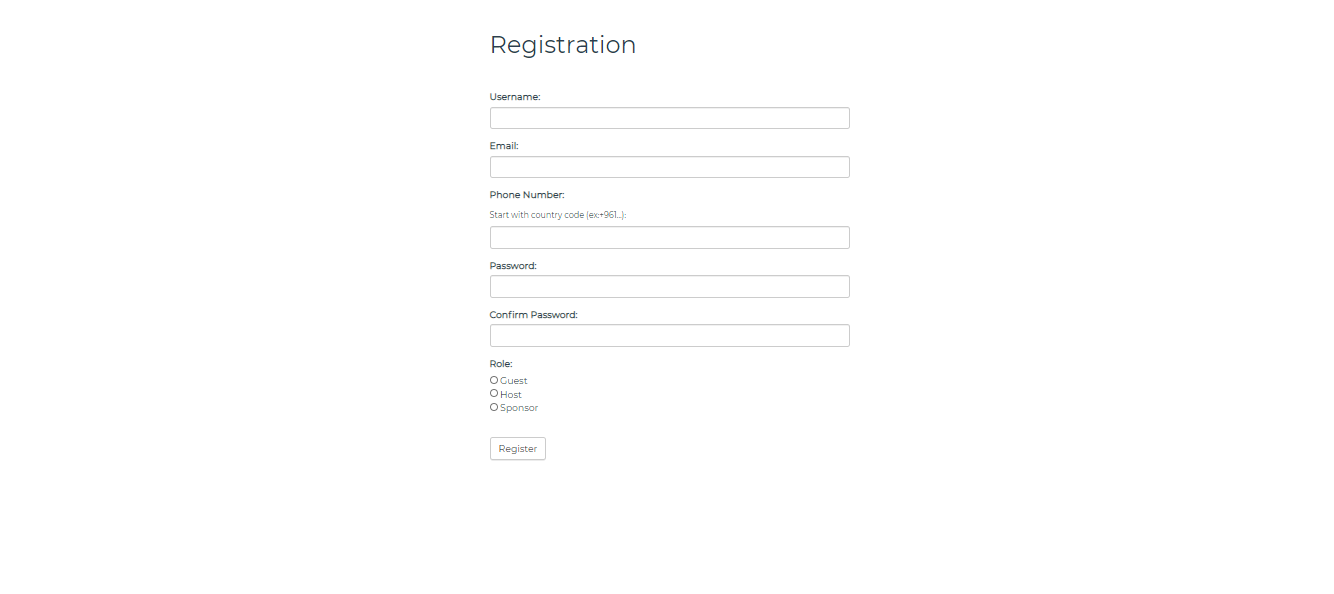 Registration
Username:
Email:
Phone Number:
Start with country code (ex:+961...):
Password:
Confirm Password:
Role:
Guest
Host
Sponsor
Register